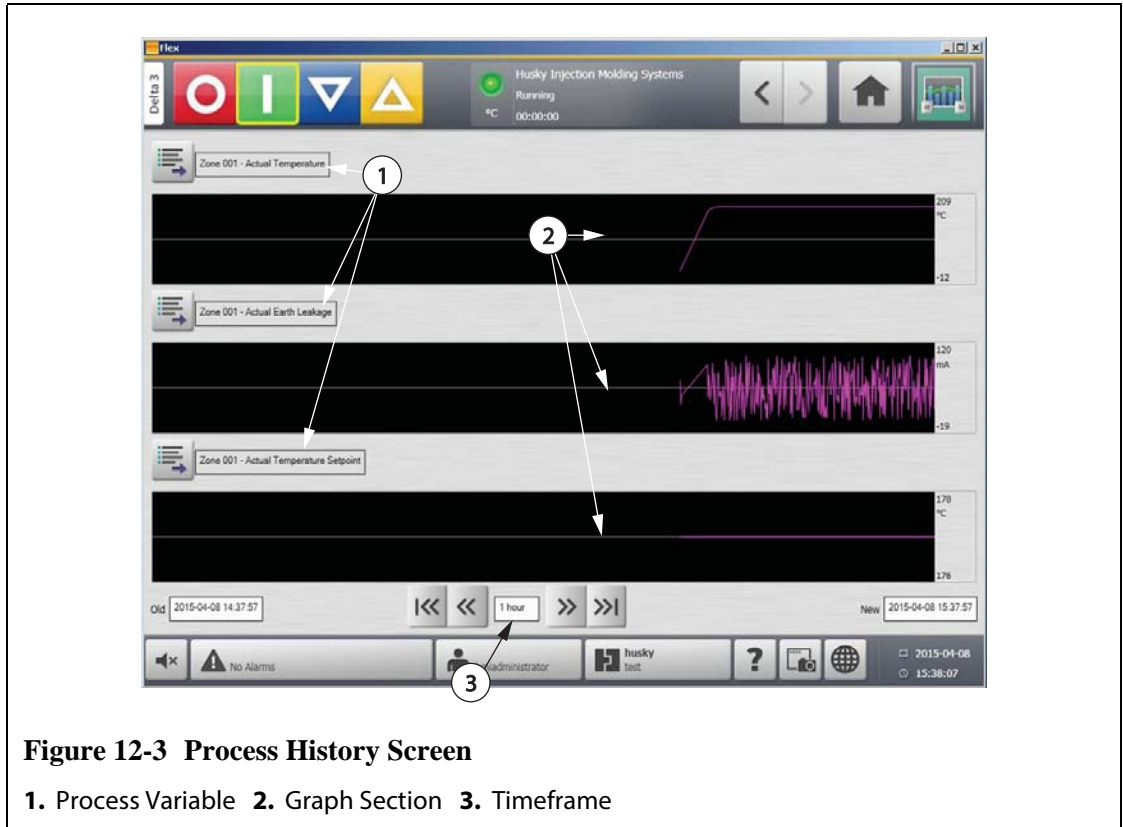 Flex
Delta 3
Husky Injection Molding Systems
Running
°C 00:00:00
Zone 001 - Actual Temperature
1
209
°C
2
-12
Zone 001 - Actual Earth Leakage
120
mA
-19
Zone 001 - Actual Temperature Setpoint
178
°C
176
Old 2015-04-08 14.37.57
1 hour
New 2015-04-08 15.37.57
No Alarms
administrator
husky
test
?
2015-04-08
15:38:07
3
Figure 12-3 Process History Screen
1. Process Variable 2. Graph Section 3. Timeframe